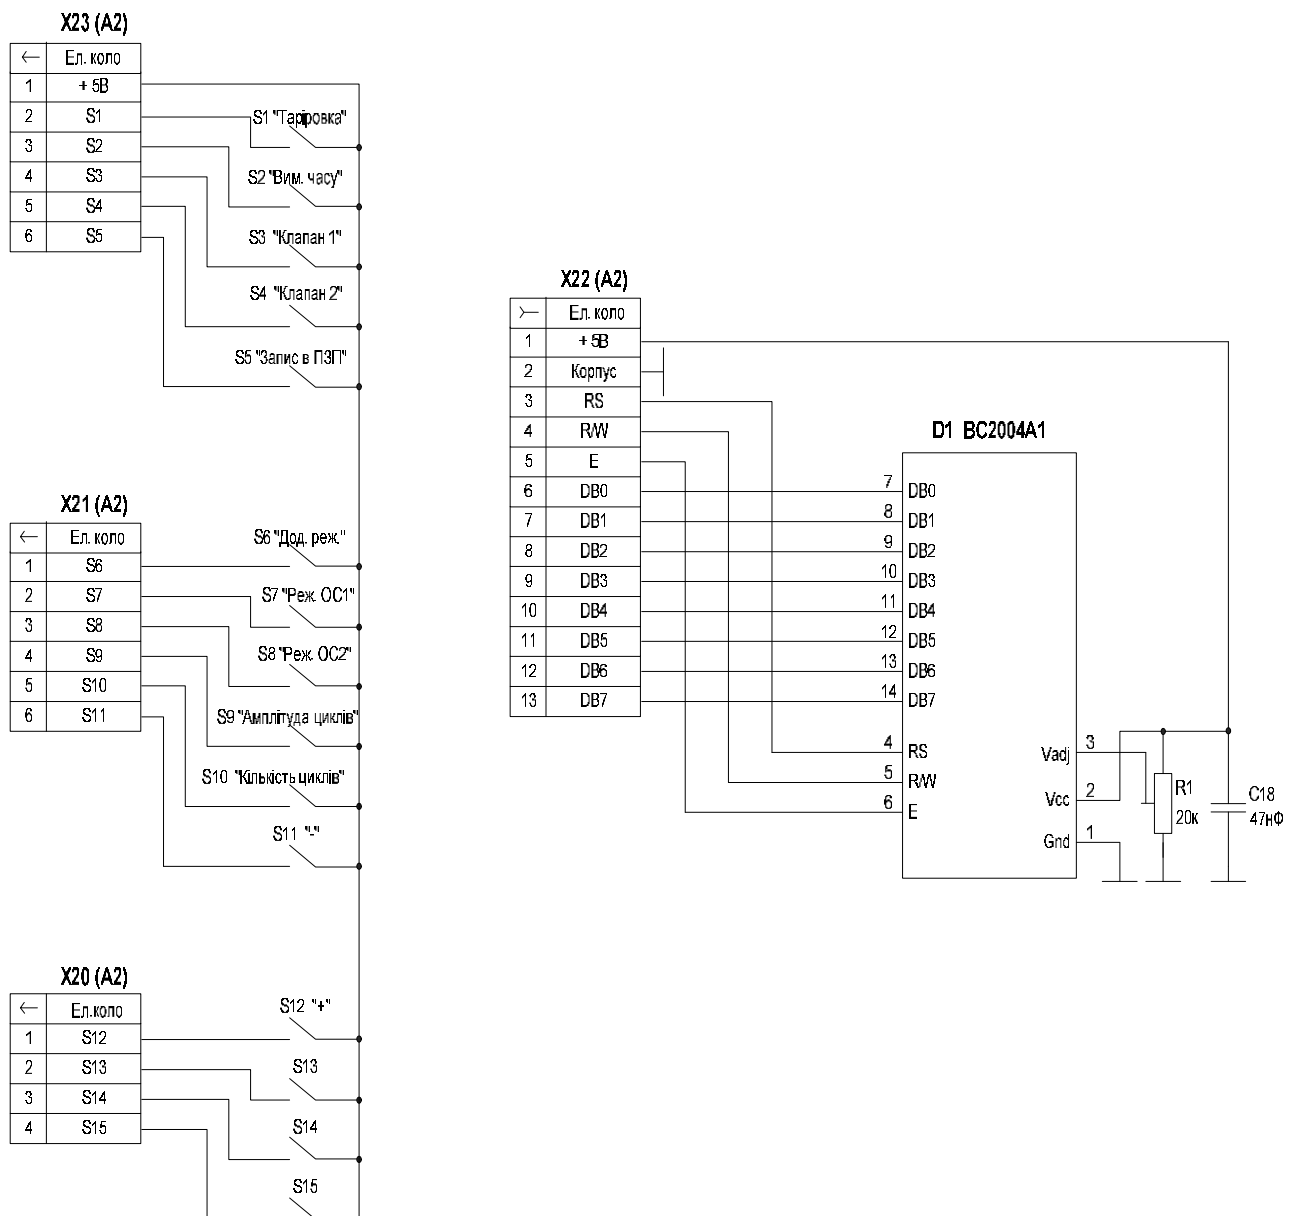 X23 (A2)
← Ел. коло
1 + 5В
2 S1
3 S2
4 S3
5 S4
6 S5
S1 "Таріровка"
S2 "Вим. часу"
S3 "Клапан 1"
S4 "Клапан 2"
S5 "Запис в ПЗП"
X21 (A2)
← Ел. коло
1 S6
2 S7
3 S8
4 S9
5 S10
6 S11
S6 "Дод. реж."
S7 "Реж. ОС1"
S8 "Реж. ОС2"
S9 "Амплітуда циклів"
S10 "Кількість циклів"
S11 "-"
X20 (A2)
← Ел.коло
1 S12
2 S13
3 S14
4 S15
S12 "+"
S13
S14
S15
X22 (A2)
Ел. коло
1 + 5В
2 Корпус
3 RS
4 R/W
5 E
6 DB0
7 DB1
8 DB2
9 DB3
10 DB4
11 DB5
12 DB6
13 DB7
D1 BC2004A1
7 DB0
8 DB1
9 DB2
10 DB3
11 DB4
12 DB5
13 DB6
14 DB7
4 RS
5 R/W
6 E
Vadj 3
Vcc 2
Gnd 1
R1
20к
C18
47нФ